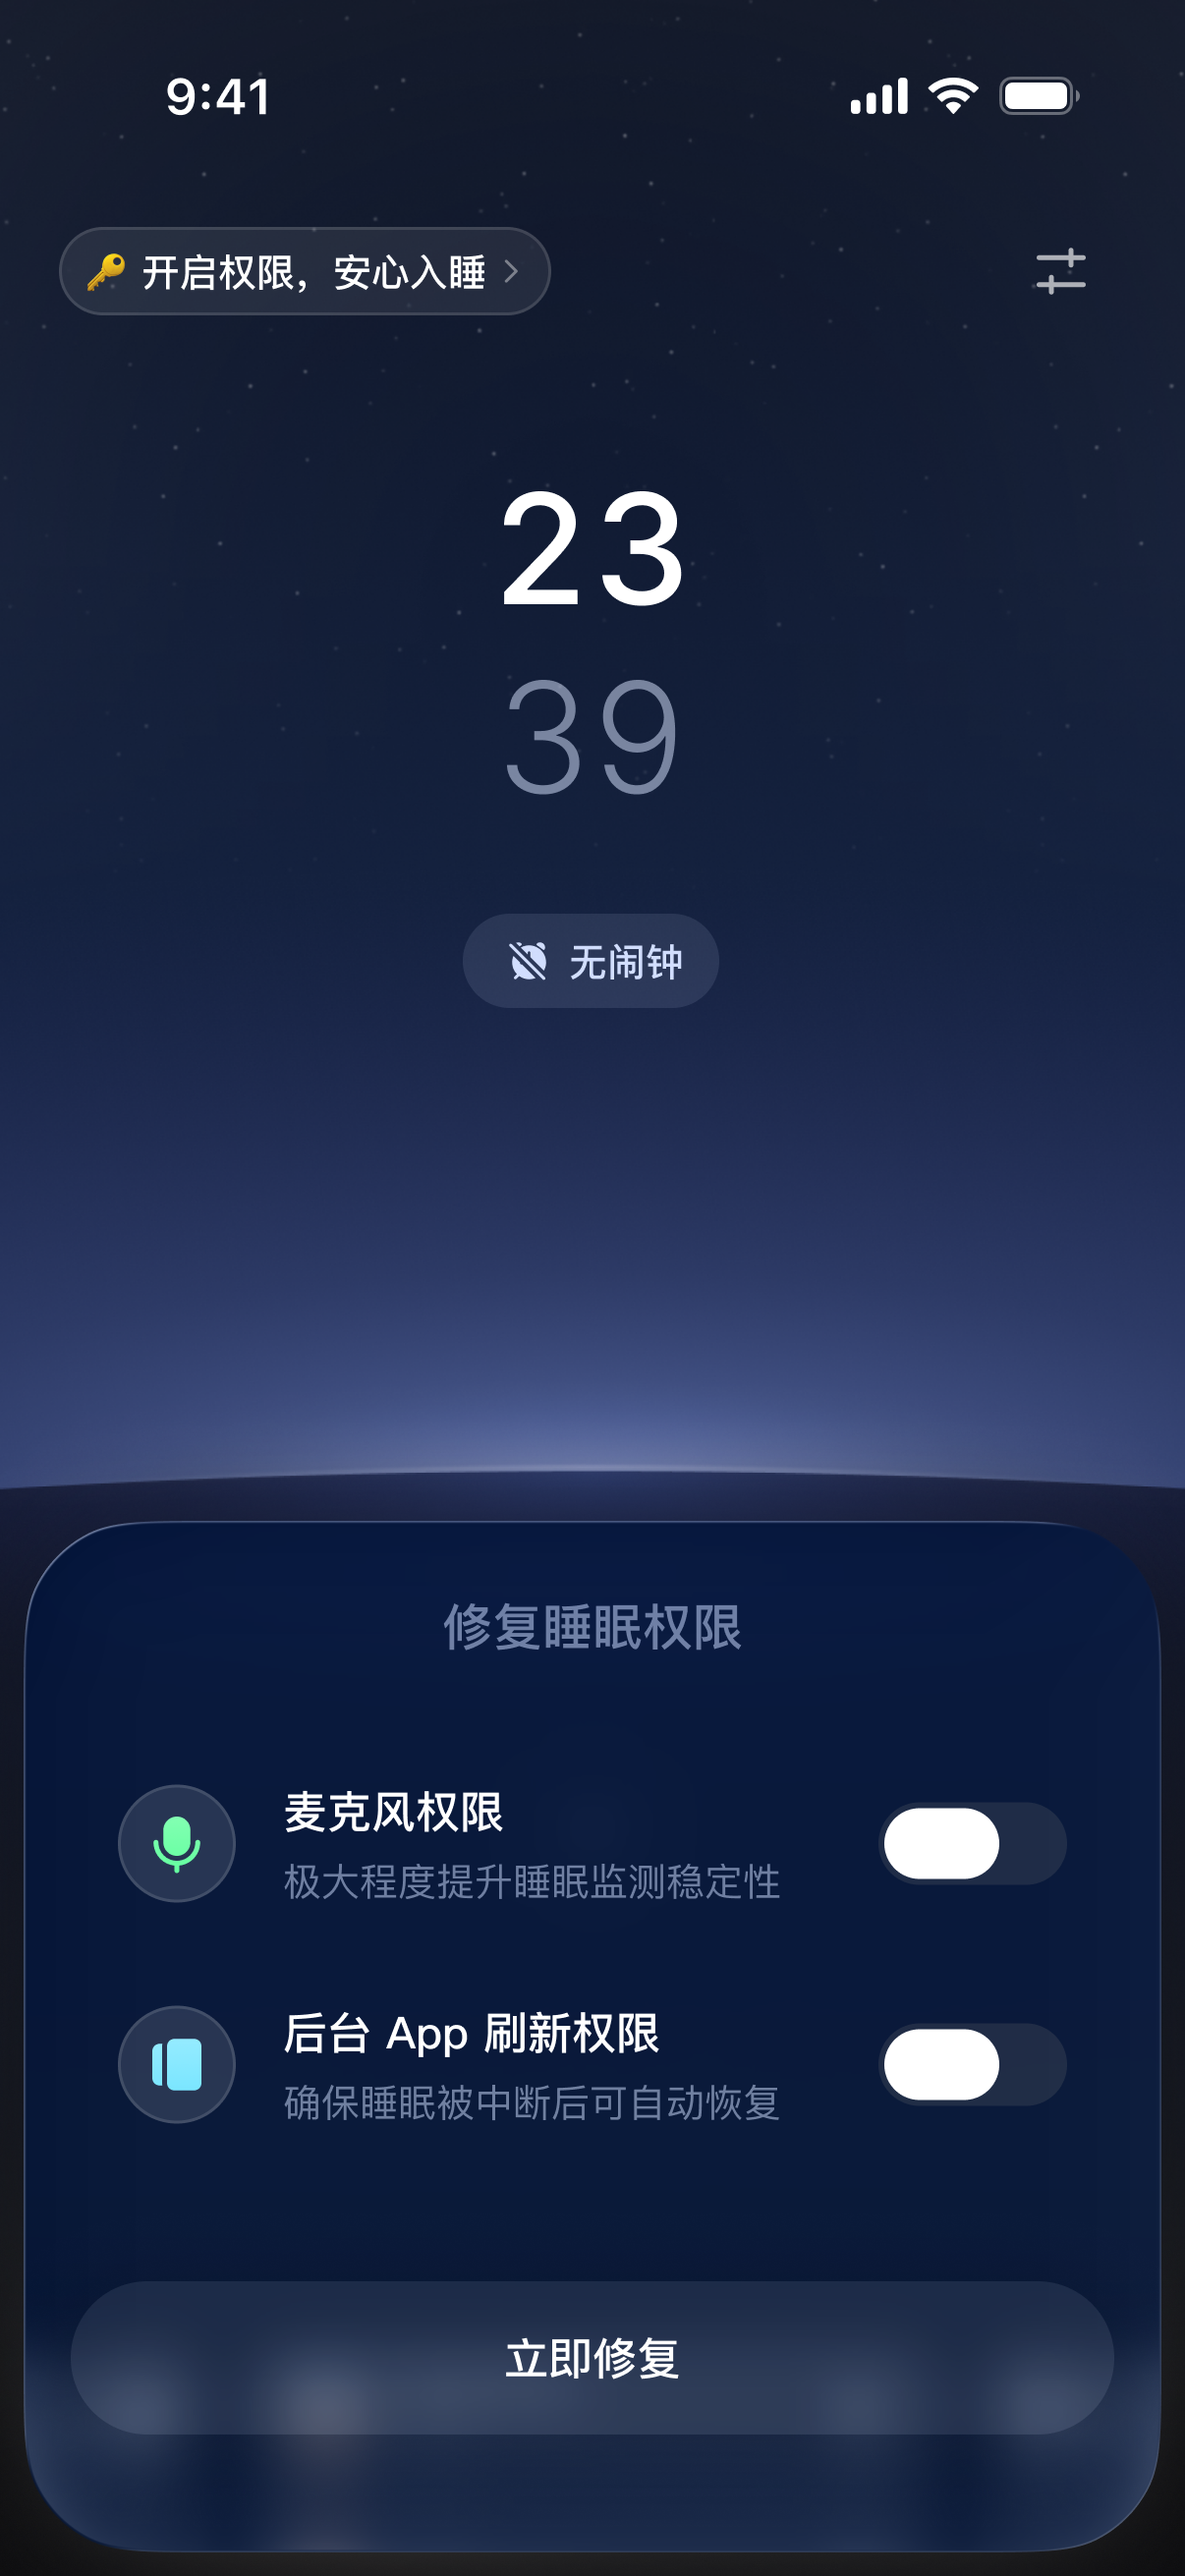 9:41
开启权限，安心入睡
23
39
无闹钟
修复睡眠权限
麦克风权限
极大程度提升睡眠监测稳定性
后台 App 刷新权限
确保睡眠被中断后可自动恢复
立即修复